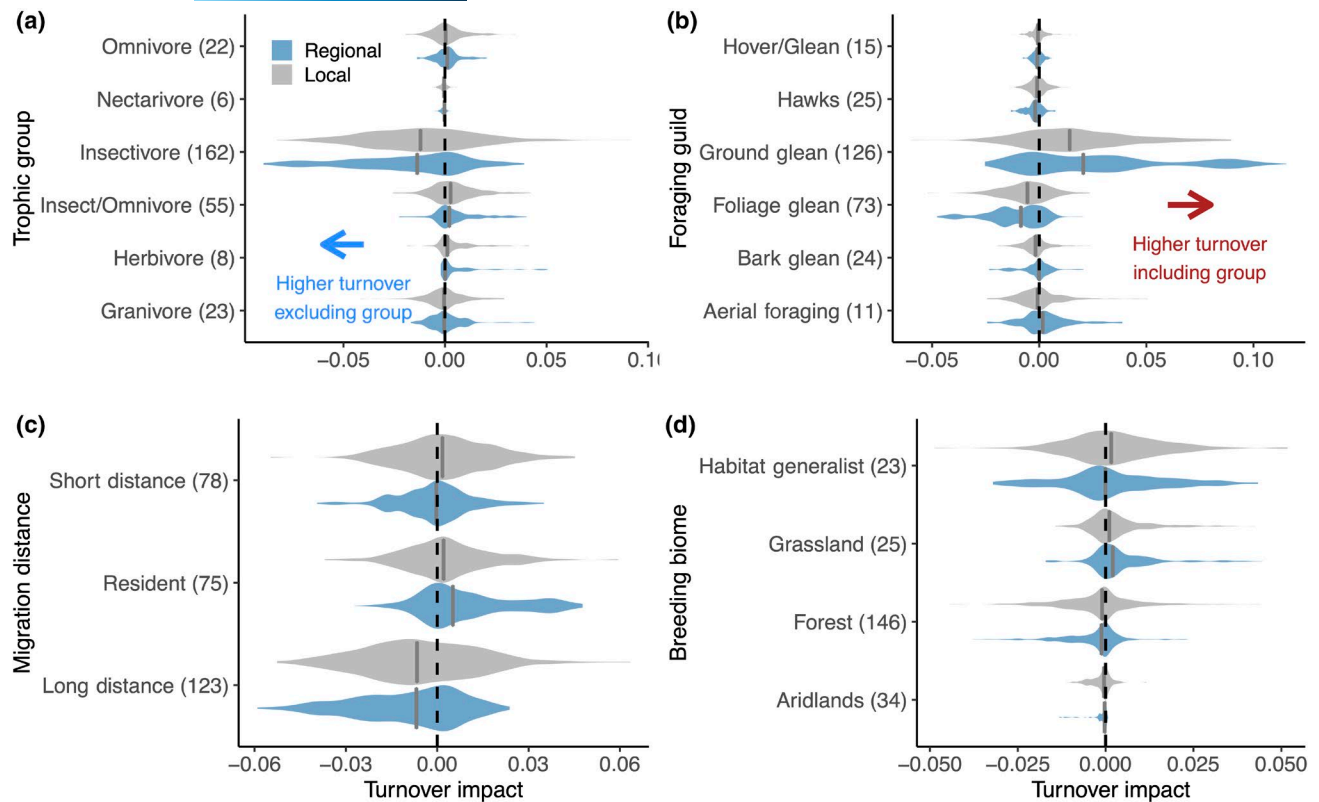 (a)
Trophic group
Omnivore (22)
Nectarivore (6)
Insectivore (162)
Insect/Omnivore (55)
Herbivore (8)
Granivore (23)
Regional
Local
Higher turnover
excluding group
−0.05 0.00 0.05 0.10
(b)
Foraging guild
Hover/Glean (15)
Hawks (25)
Ground glean (126)
Foliage glean (73)
Bark glean (24)
Aerial foraging (11)
Higher turnover
including group
−0.05 0.00 0.05 0.10
(c)
Migration distance
Short distance (78)
Resident (75)
Long distance (123)
−0.06 −0.03 0.00 0.03 0.06
Turnover impact
(d)
Breeding biome
Habitat generalist (23)
Grassland (25)
Forest (146)
Aridlands (34)
−0.050 −0.025 0.000 0.025 0.050
Turnover impact